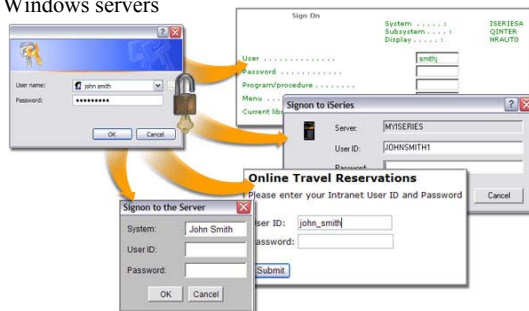 Windows servers
User name:
john smith
Password:
OK
Cancel
Sign On
System . . . . . : ISERIESA
Subsystem . . . . : QINTER
Display . . . . . : NRAUTO
User . . . . . . . . . . . . . . smithj
Password . . . . . . . . . . . .
Program/procedure . . . . . . . .
Menu . . .
Current
Signon to iSeries
Server: MYISERIES
User ID: JOHNSMITH1
Password
Cancel
Online Travel Reservations
Please enter your Intranet User ID and Password
User ID: john_smith
Password:
Submit
Signon to the Server
System: John Smith
User ID:
Password:
OK
Cancel